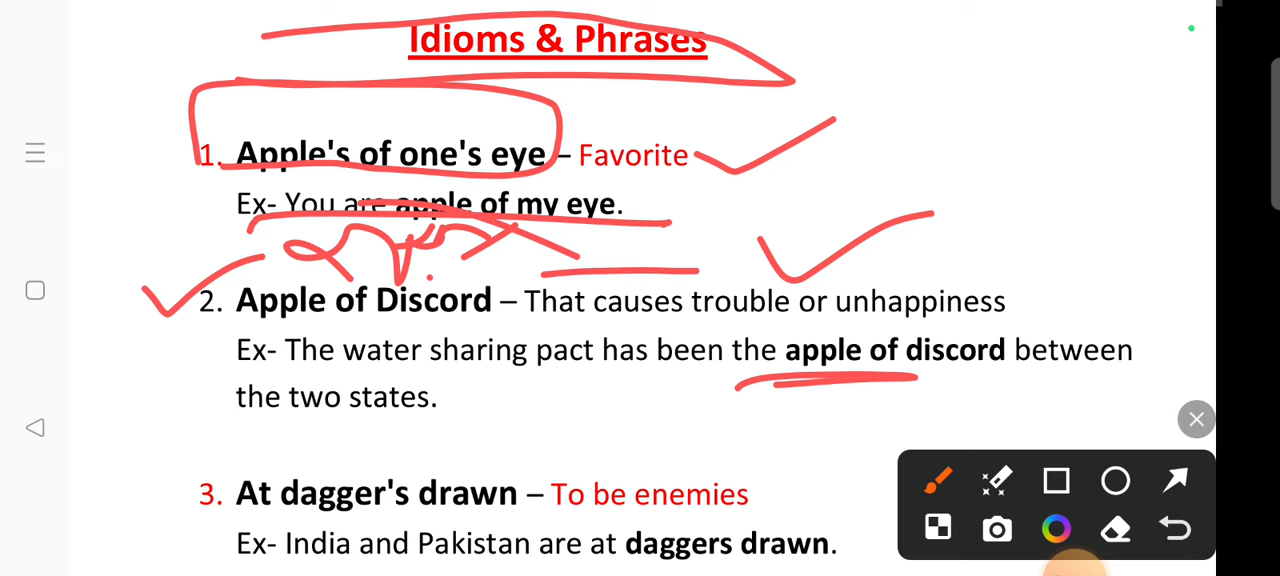 Idioms & Phrases
1. Apple's of one's eye – Favorite
Ex- You are apple of my eye.
2. Apple of Discord – That causes trouble or unhappiness
Ex- The water sharing pact has been the apple of discord between
the two states.
3. At dagger's drawn – To be enemies
Ex- India and Pakistan are at daggers drawn.